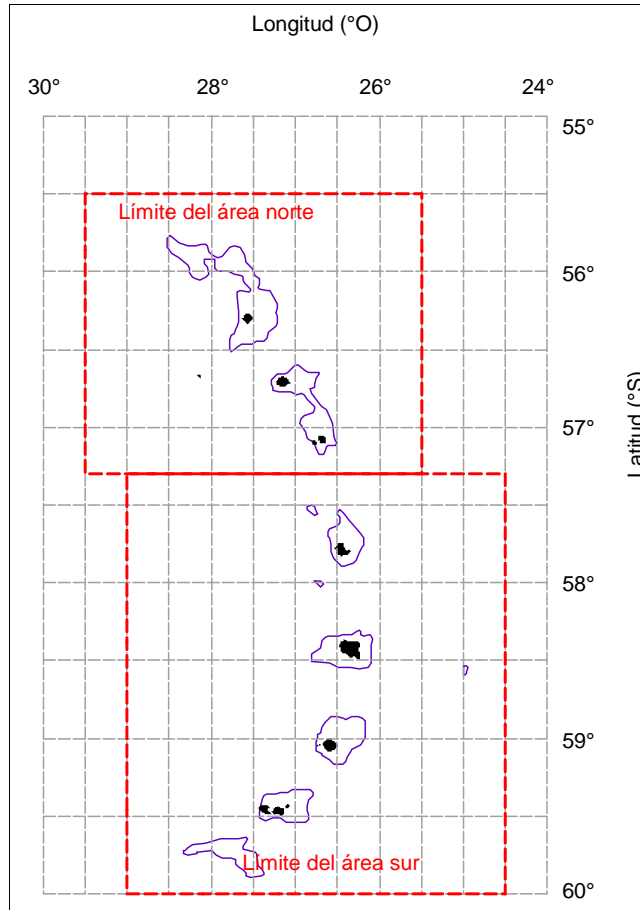 Longitud (°O)
30° 28° 26° 24°
55°
Límite del área norte
56°
Latitud (°S)
57°
58°
59°
Límite del área sur
60°